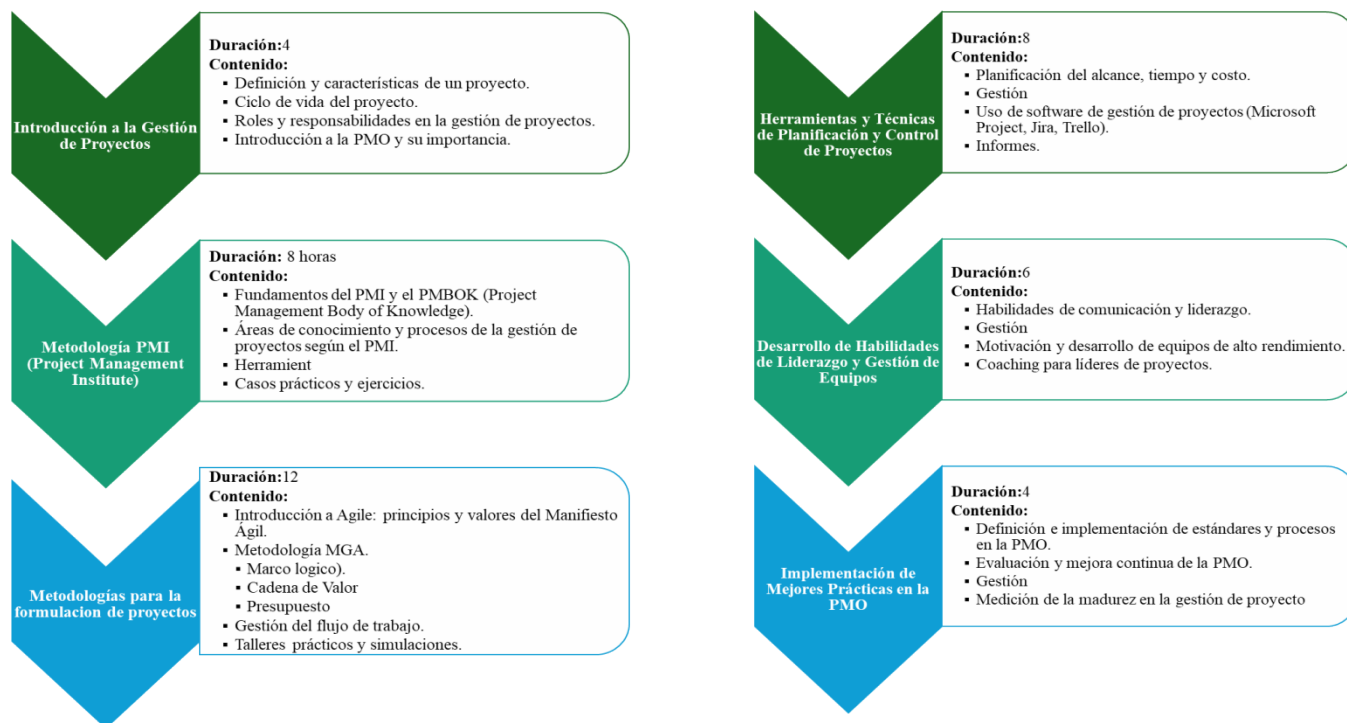 Introducción a la Gestión
de Proyectos
Duración:4
Contenido:
▪ Definición y características de un proyecto.
▪ Ciclo de vida del proyecto.
▪ Roles y responsabilidades en la gestión de proyectos.
▪ Introducción a la PMO y su importancia.
Metodología PMI
(Project Management
Institute)
Duración: 8 horas
Contenido:
▪ Fundamentos del PMI y el PMBOK (Project
Management Body of Knowledge).
▪ Áreas de conocimiento y procesos de la gestión de
proyectos según el PMI.
▪ Herramient
▪ Casos prácticos y ejercicios.
Metodologías para la
formulacion de proyectos
Duración:12
Contenido:
▪ Introducción a Agile: principios y valores del Manifiesto
Ágil.
▪ Metodología MGA.
▪ Marco logico).
▪ Cadena de Valor
▪ Presupuesto
▪ Gestión del flujo de trabajo.
▪ Talleres prácticos y simulaciones.
Herramientas y Técnicas
de Planificación y Control
de Proyectos
Duración:8
Contenido:
▪ Planificación del alcance, tiempo y costo.
▪ Gestión
▪ Uso de software de gestión de proyectos (Microsoft
Project, Jira, Trello).
▪ Informes.
Desarrollo de Habilidades
de Liderazgo y Gestión de
Equipos
Duración:6
Contenido:
▪ Habilidades de comunicación y liderazgo.
▪ Gestión
▪ Motivación y desarrollo de equipos de alto rendimiento.
▪ Coaching para líderes de proyectos.
Implementación de
Mejores Prácticas en la
PMO
Duración:4
Contenido:
▪ Definición e implementación de estándares y procesos
en la PMO.
▪ Evaluación y mejora continua de la PMO.
▪ Gestión
▪ Medición de la madurez en la gestión de proyecto